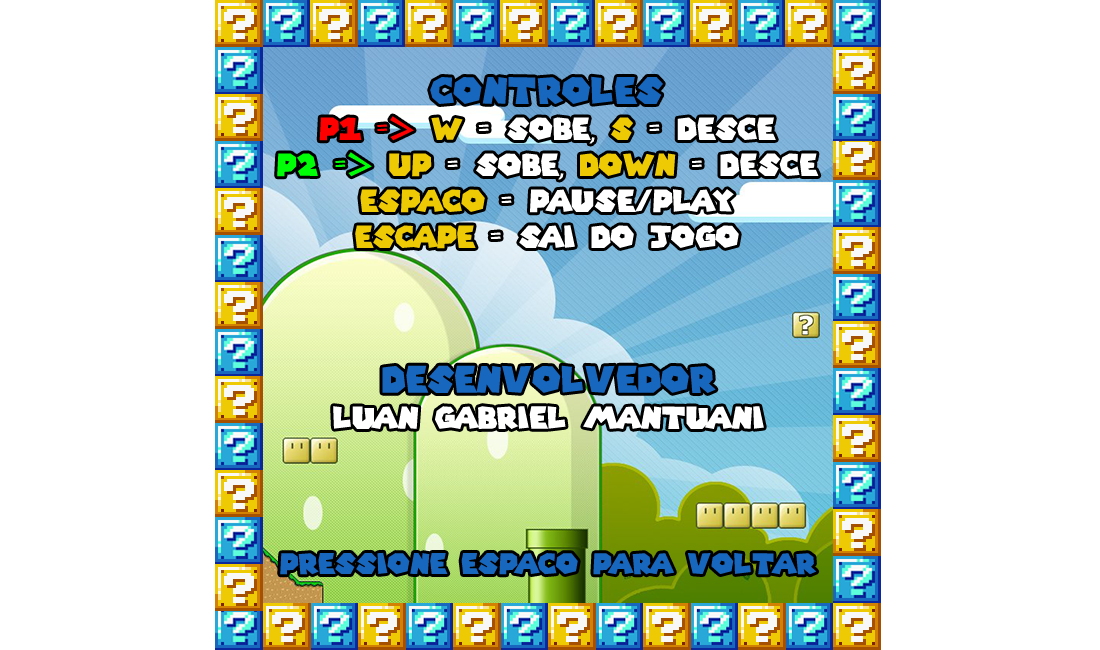 CONTROLES
P1 => W = SOBE, S = DESCE
P2 => UP = SOBE, DOWN = DESCE
ESPACO = PAUSE/PLAY
ESCAPE = SAI DO JOGO
DESENVOLVEDOR
LUAN GABRIEL MANTUANI
PRESSIONE ESPACO PARA VOLTAR